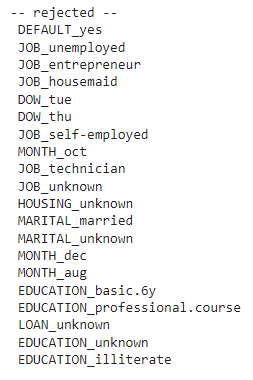 -- rejected --
DEFAULT_yes
JOB_unemployed
JOB_entrepreneur
JOB_housemaid
DOW_tue
DOW_thu
JOB_self-employed
MONTH_oct
JOB_technician
JOB_unknown
HOUSING_unknown
MARITAL_married
MARITAL_unknown
MONTH_dec
MONTH_aug
EDUCATION_basic.6y
EDUCATION_professional.course
LOAN_unknown
EDUCATION_unknown
EDUCATION_illiterate